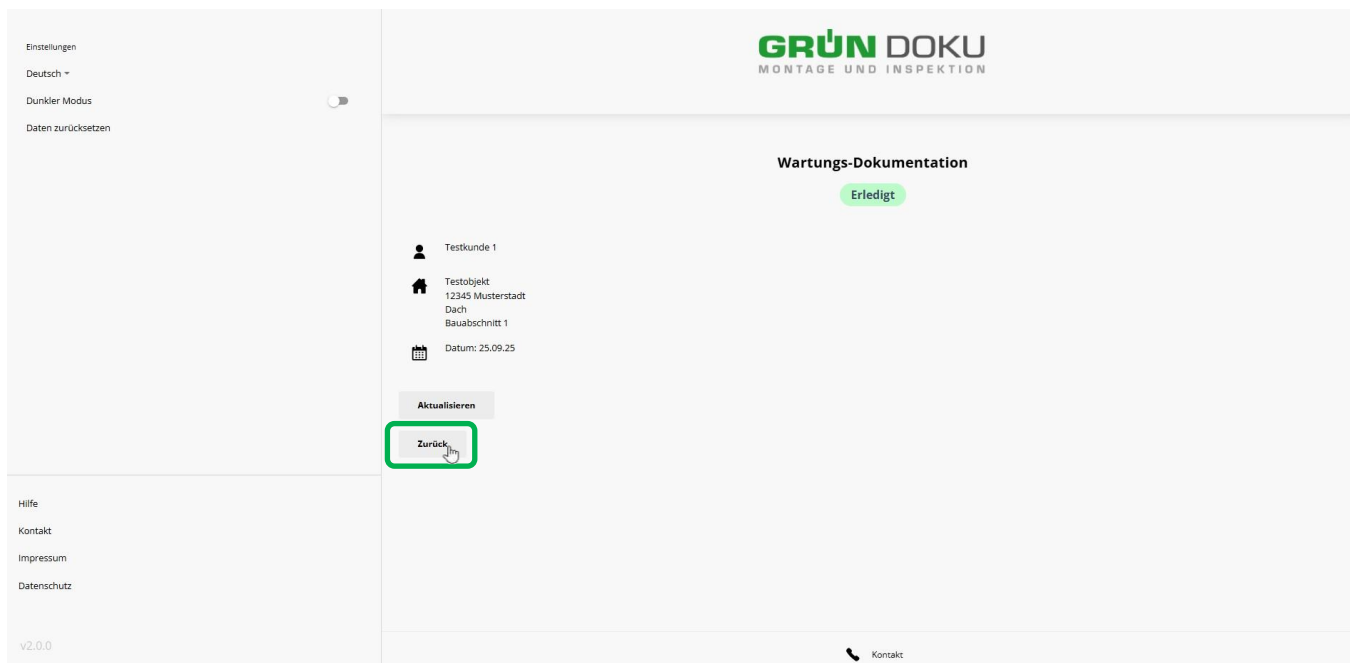 Einstellungen
Deutsch
Dunkler Modus
Daten zurücksetzen
Hilfe
Kontakt
Impressum
Datenschutz
v2.0.0
GRÜN DOKU
MONTAGE UND INSPEKTION
Wartungs-Dokumentation
Erledigt
Testkunde 1
Testobjekt
12345 Musterstadt
Dach
Bauabschnitt 1
Datum: 25.09.25
Aktualisieren
Zurück
Kontakt